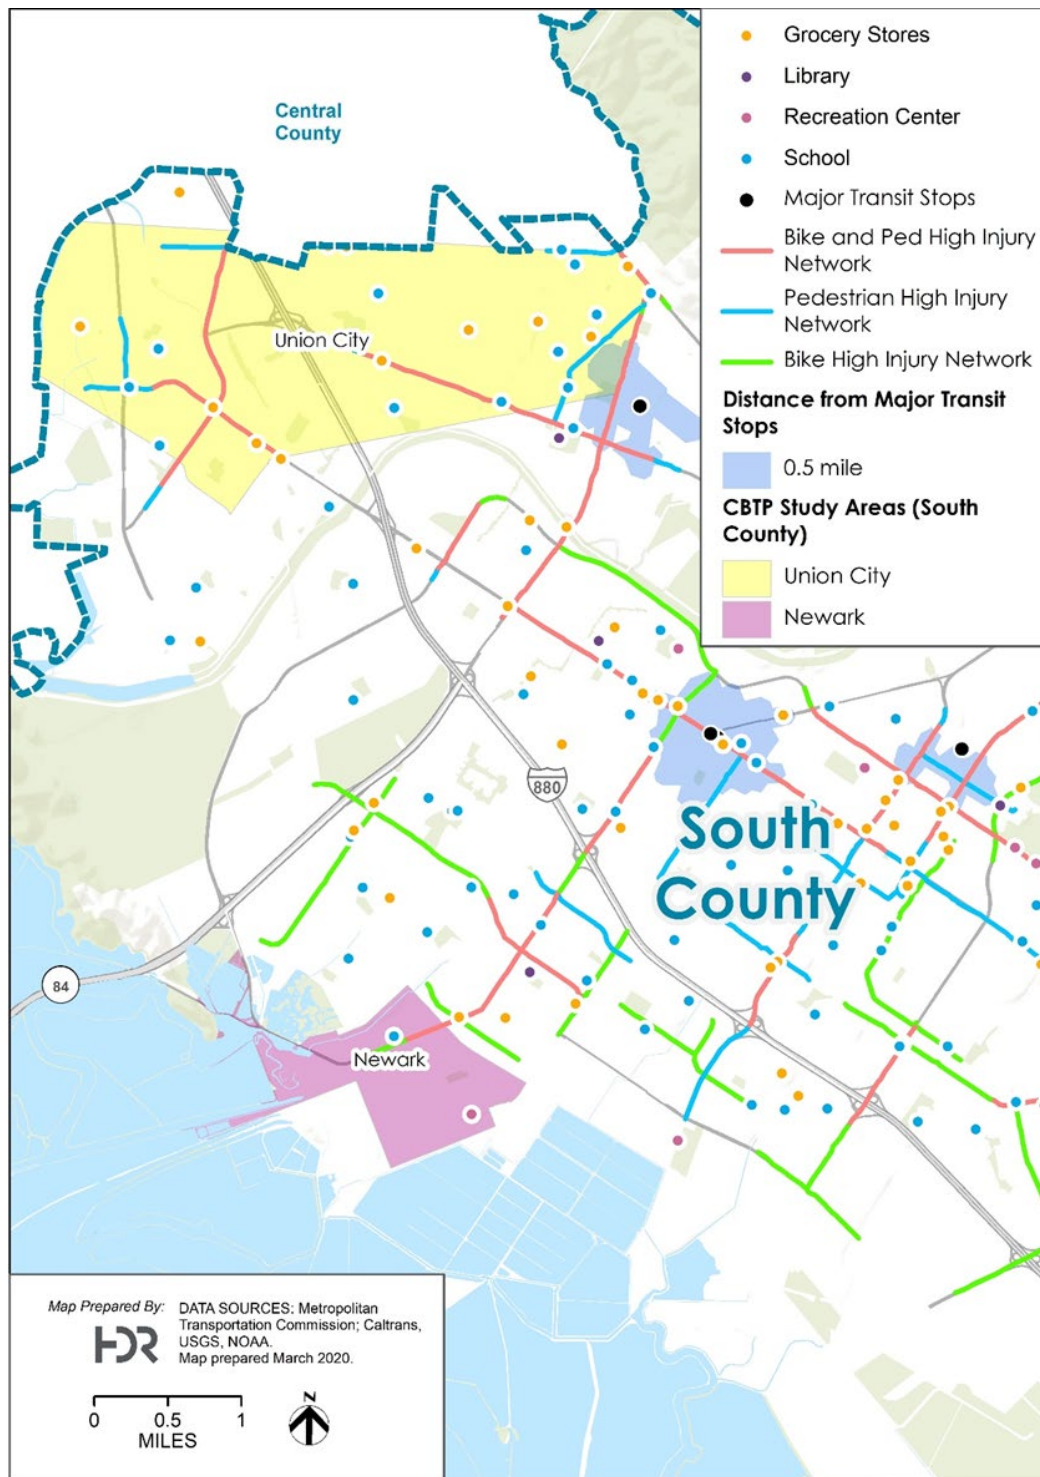 Grocery Stores
Library
Recreation Center
School
Major Transit Stops
Bike and Ped High Injury
Network
Pedestrian High Injury
Network
Bike High Injury Network
Distance from Major Transit
Stops
0.5 mile
CBTP Study Areas (South
County)
Union City
Newark
Central
County
Union City
880
South
County
84
Newark
Map Prepared By:
HDR
DATA SOURCES: Metropolitan
Transportation Commission; Caltrans,
USGS, NOAA.
Map prepared March 2020.
0 0.5 1
MILES
N